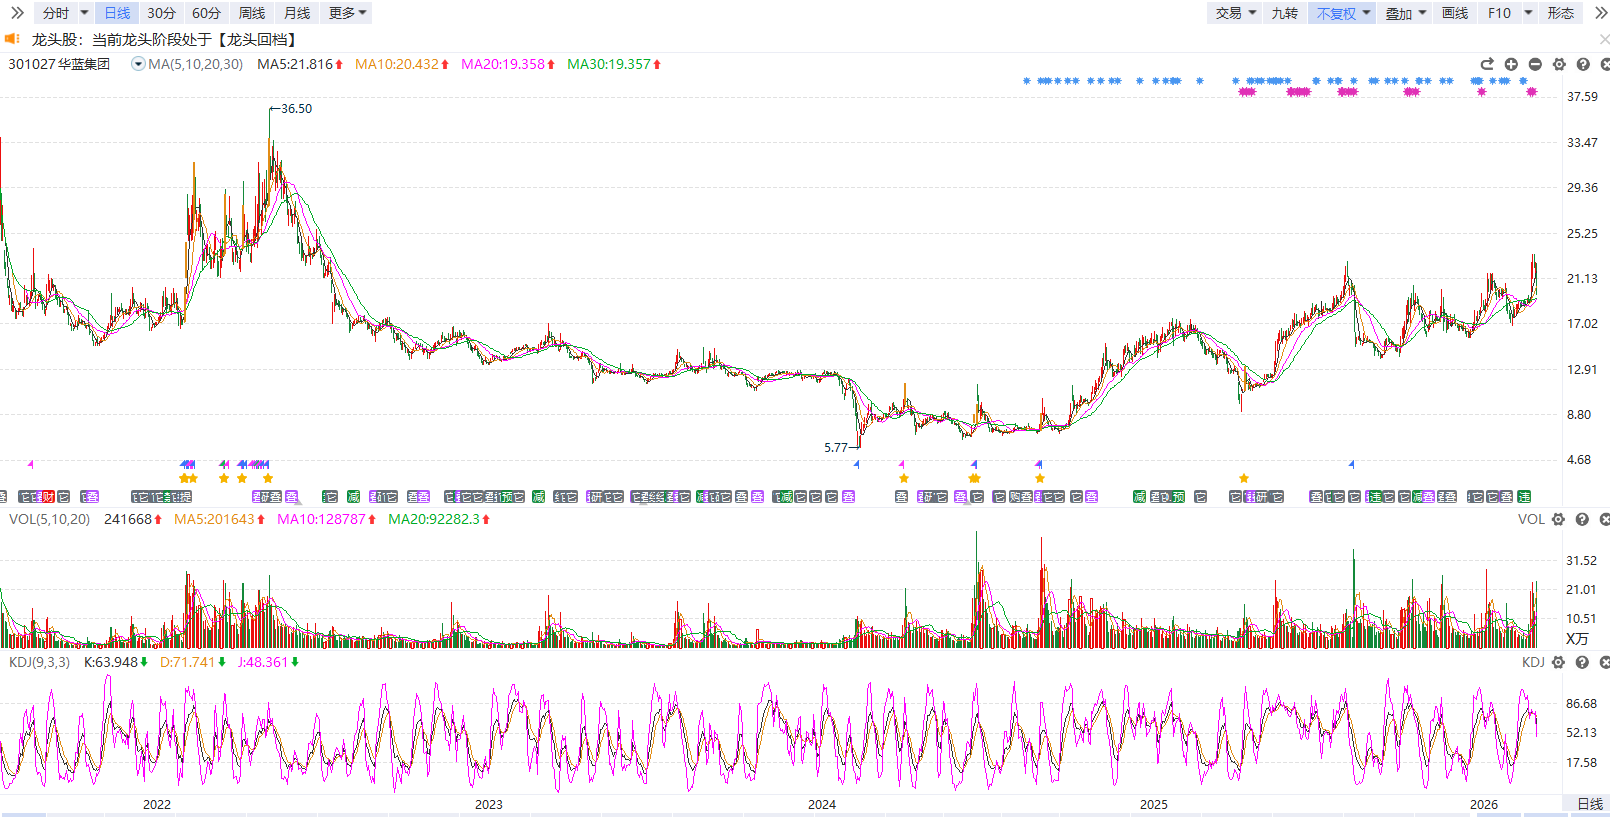 分时 日线 30分 60分 周线 月线 更多 交易 九转 不复权 叠加 画线 F10 形态
龙头股：当前龙头阶段处于【龙头回档】
301027 华蓝集团 MA(5,10,20,30) MA5:21.816 MA10:20.432 MA20:19.358 MA30:19.357
37.59
36.50
33.47
29.36
25.25
21.13
17.02
12.91
8.80
5.77
4.68
VOL(5,10,20) 241668 MA5:201643 MA10:128787 MA20:92282.3 VOL
31.52
21.01
10.51
X万
KDJ(9,3,3) K:63.948 D:71.741 J:48.361 KDJ
86.68
52.13
17.58
2022 2023 2024 2025 2026 日线